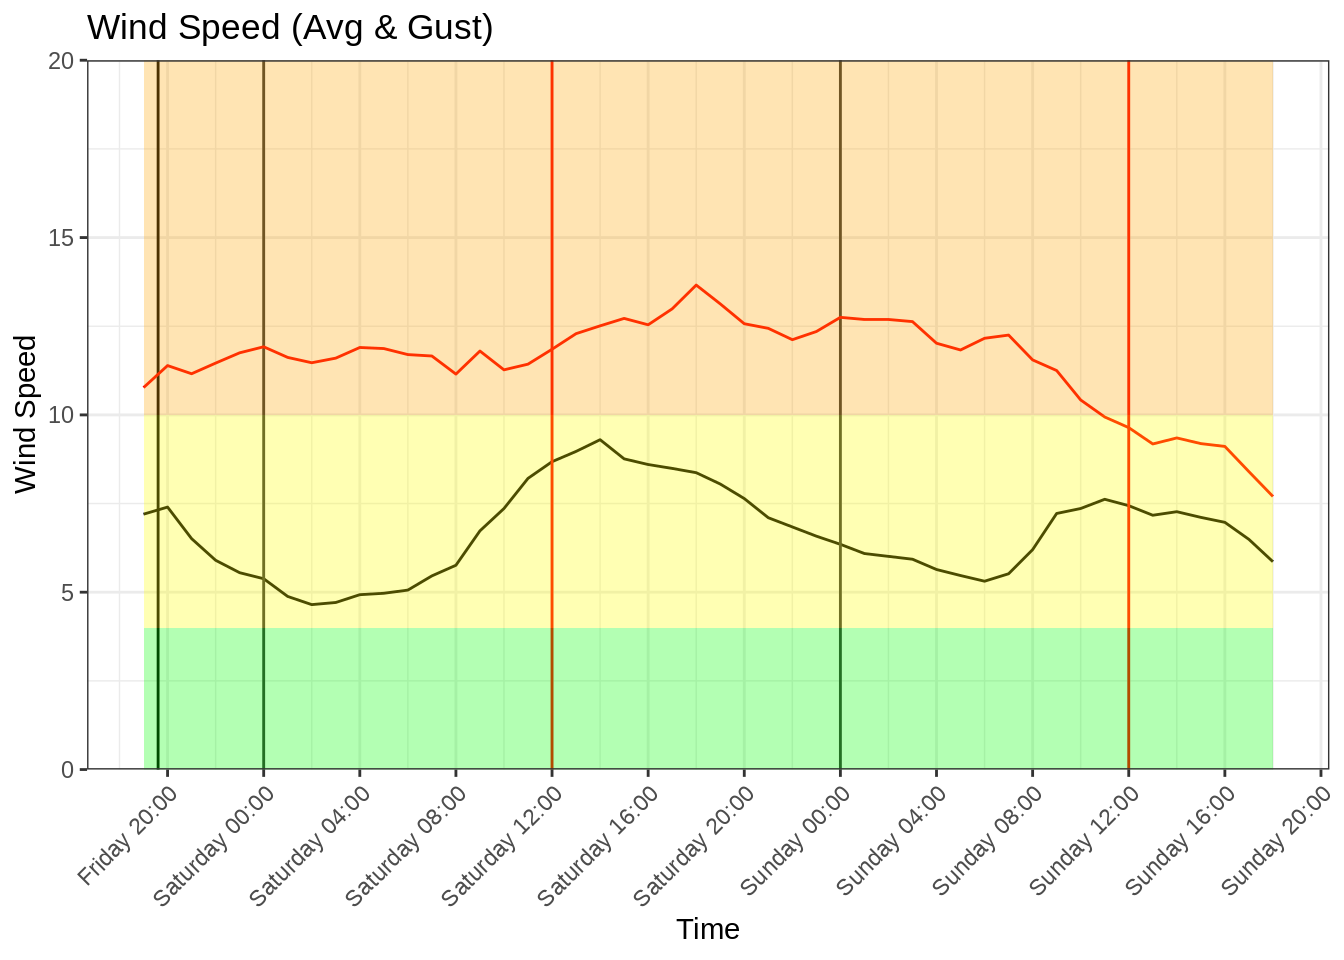 Wind Speed (Avg & Gust)
20
15
10
5
0
Wind Speed
Friday 20:00
Saturday 00:00
Saturday 04:00
Saturday 08:00
Saturday 12:00
Saturday 16:00
Saturday 20:00
Sunday 00:00
Sunday 04:00
Sunday 08:00
Sunday 12:00
Sunday 16:00
Sunday 20:00
Time